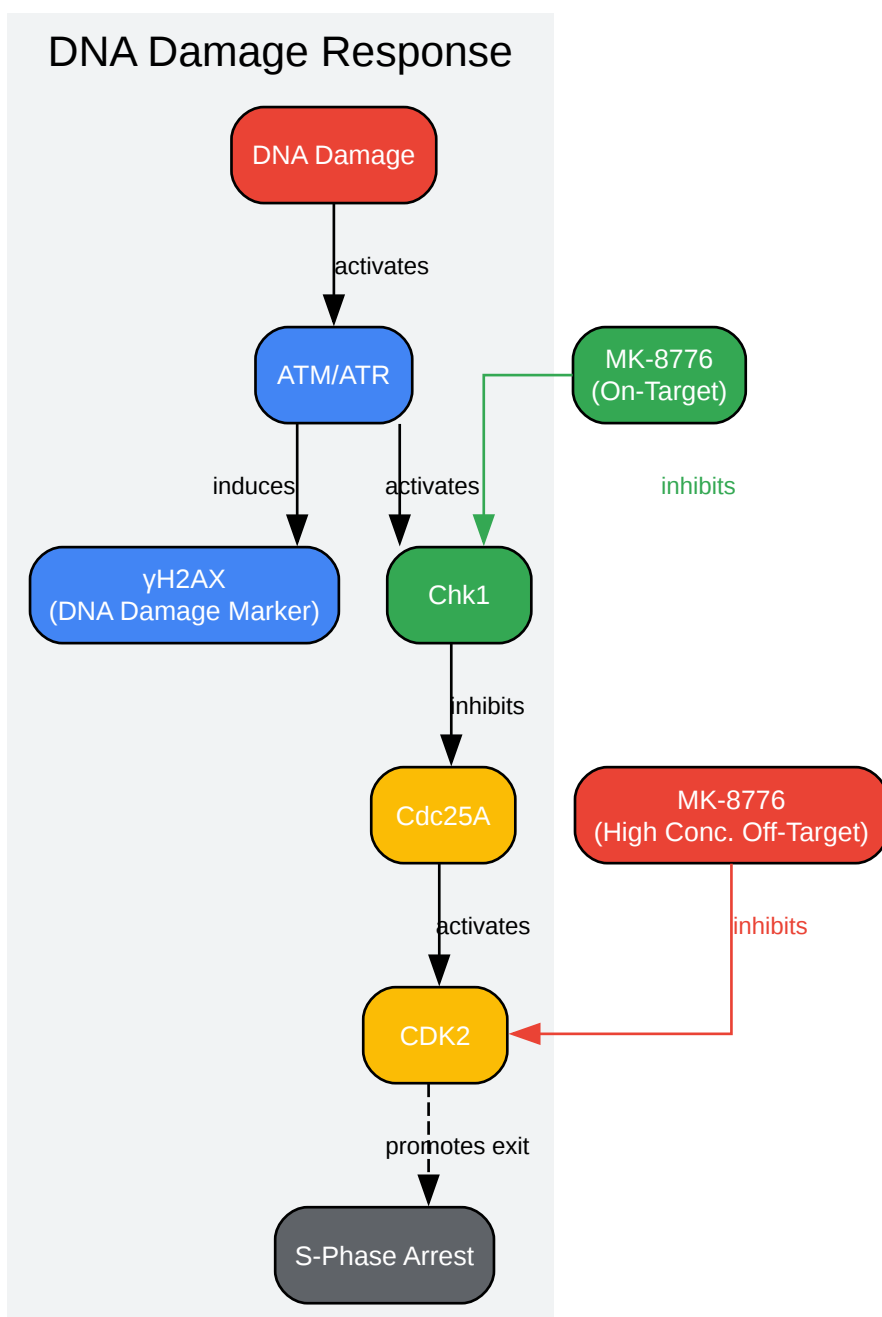 DNA Damage Response
DNA Damage
activates
ATM/ATR
MK-8776
(On-Target)
induces
activates
inhibits
γH2AX
(DNA Damage Marker)
Chk1
inhibits
Cdc25A
MK-8776
(High Conc. Off-Target)
activates
inhibits
CDK2
promotes exit
S-Phase Arrest